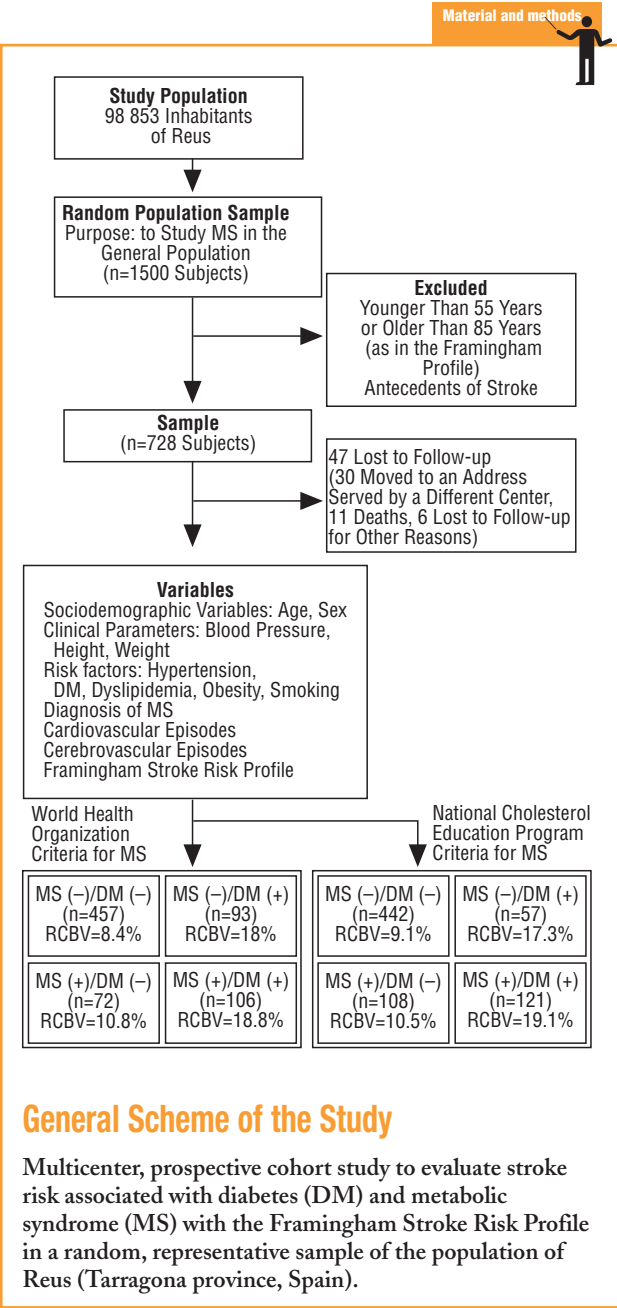 Material and methods
Study Population
98 853 Inhabitants
of Reus
Random Population Sample
Purpose: to Study MS in the
General Population
(n=1500 Subjects)
Excluded
Younger Than 55 Years
or Older Than 85 Years
(as in the Framingham
Profile)
Antecedents of Stroke
Sample
(n=728 Subjects)
47 Lost to Follow-up
(30 Moved to an Address
Served by a Different Center,
11 Deaths, 6 Lost to Follow-up
for Other Reasons)
Variables
Sociodemographic Variables: Age, Sex
Clinical Parameters: Blood Pressure,
Height, Weight
Risk factors: Hypertension,
DM, Dyslipidemia, Obesity, Smoking
Diagnosis of MS
Cardiovascular Episodes
Cerebrovascular Episodes
Framingham Stroke Risk Profile
World Health
Organization
Criteria for MS
MS (–)/DM (–)
(n=457)
RCBV=8.4%
MS (–)/DM (+)
(n=93)
RCBV=18%
MS (+)/DM (–)
(n=72)
RCBV=10.8%
MS (+)/DM (+)
(n=106)
RCBV=18.8%
National Cholesterol
Education Program
Criteria for MS
MS (–)/DM (–)
(n=442)
RCBV=9.1%
MS (–)/DM (+)
(n=57)
RCBV=17.3%
MS (+)/DM (–)
(n=108)
RCBV=10.5%
MS (+)/DM (+)
(n=121)
RCBV=19.1%
General Scheme of the Study
Multicenter, prospective cohort study to evaluate stroke
risk associated with diabetes (DM) and metabolic
syndrome (MS) with the Framingham Stroke Risk Profile
in a random, representative sample of the population of
Reus (Tarragona province, Spain).